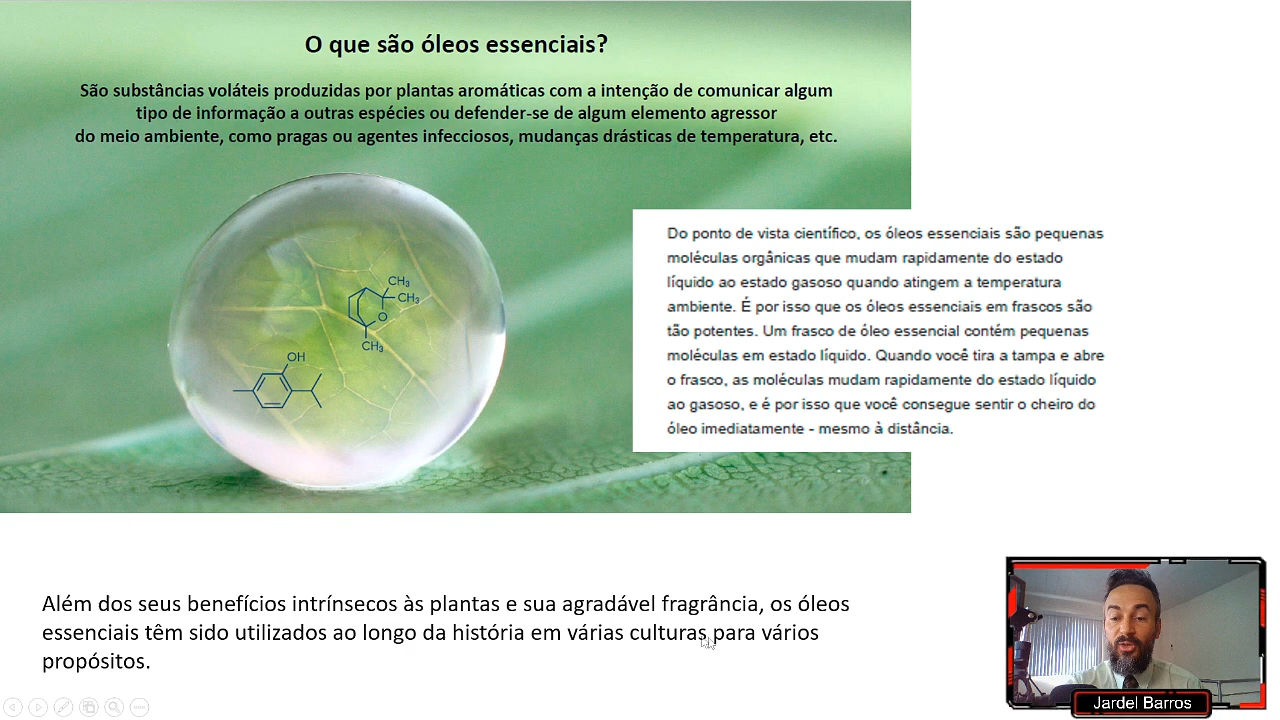 O que são óleos essenciais?
São substâncias voláteis produzidas por plantas aromáticas com a intenção de comunicar algum
tipo de informação a outras espécies ou defender-se de algum elemento agressor
do meio ambiente, como pragas ou agentes infecciosos, mudanças drásticas de temperatura, etc.
Do ponto de vista científico, os óleos essenciais são pequenas
moléculas orgânicas que mudam rapidamente do estado
líquido ao estado gasoso quando atingem a temperatura
ambiente. É por isso que os óleos essenciais em frascos são
tão potentes. Um frasco de óleo essencial contém pequenas
moléculas em estado líquido. Quando você tira a tampa e abre
o frasco, as moléculas mudam rapidamente do estado líquido
ao gasoso, e é por isso que você consegue sentir o cheiro do
óleo imediatamente - mesmo à distância.
CH₃
CH₃
O
CH₃
OH
Além dos seus benefícios intrínsecos às plantas e sua agradável fragrância, os óleos
essenciais têm sido utilizados ao longo da história em várias culturas para vários
propósitos.
Jardel Barros